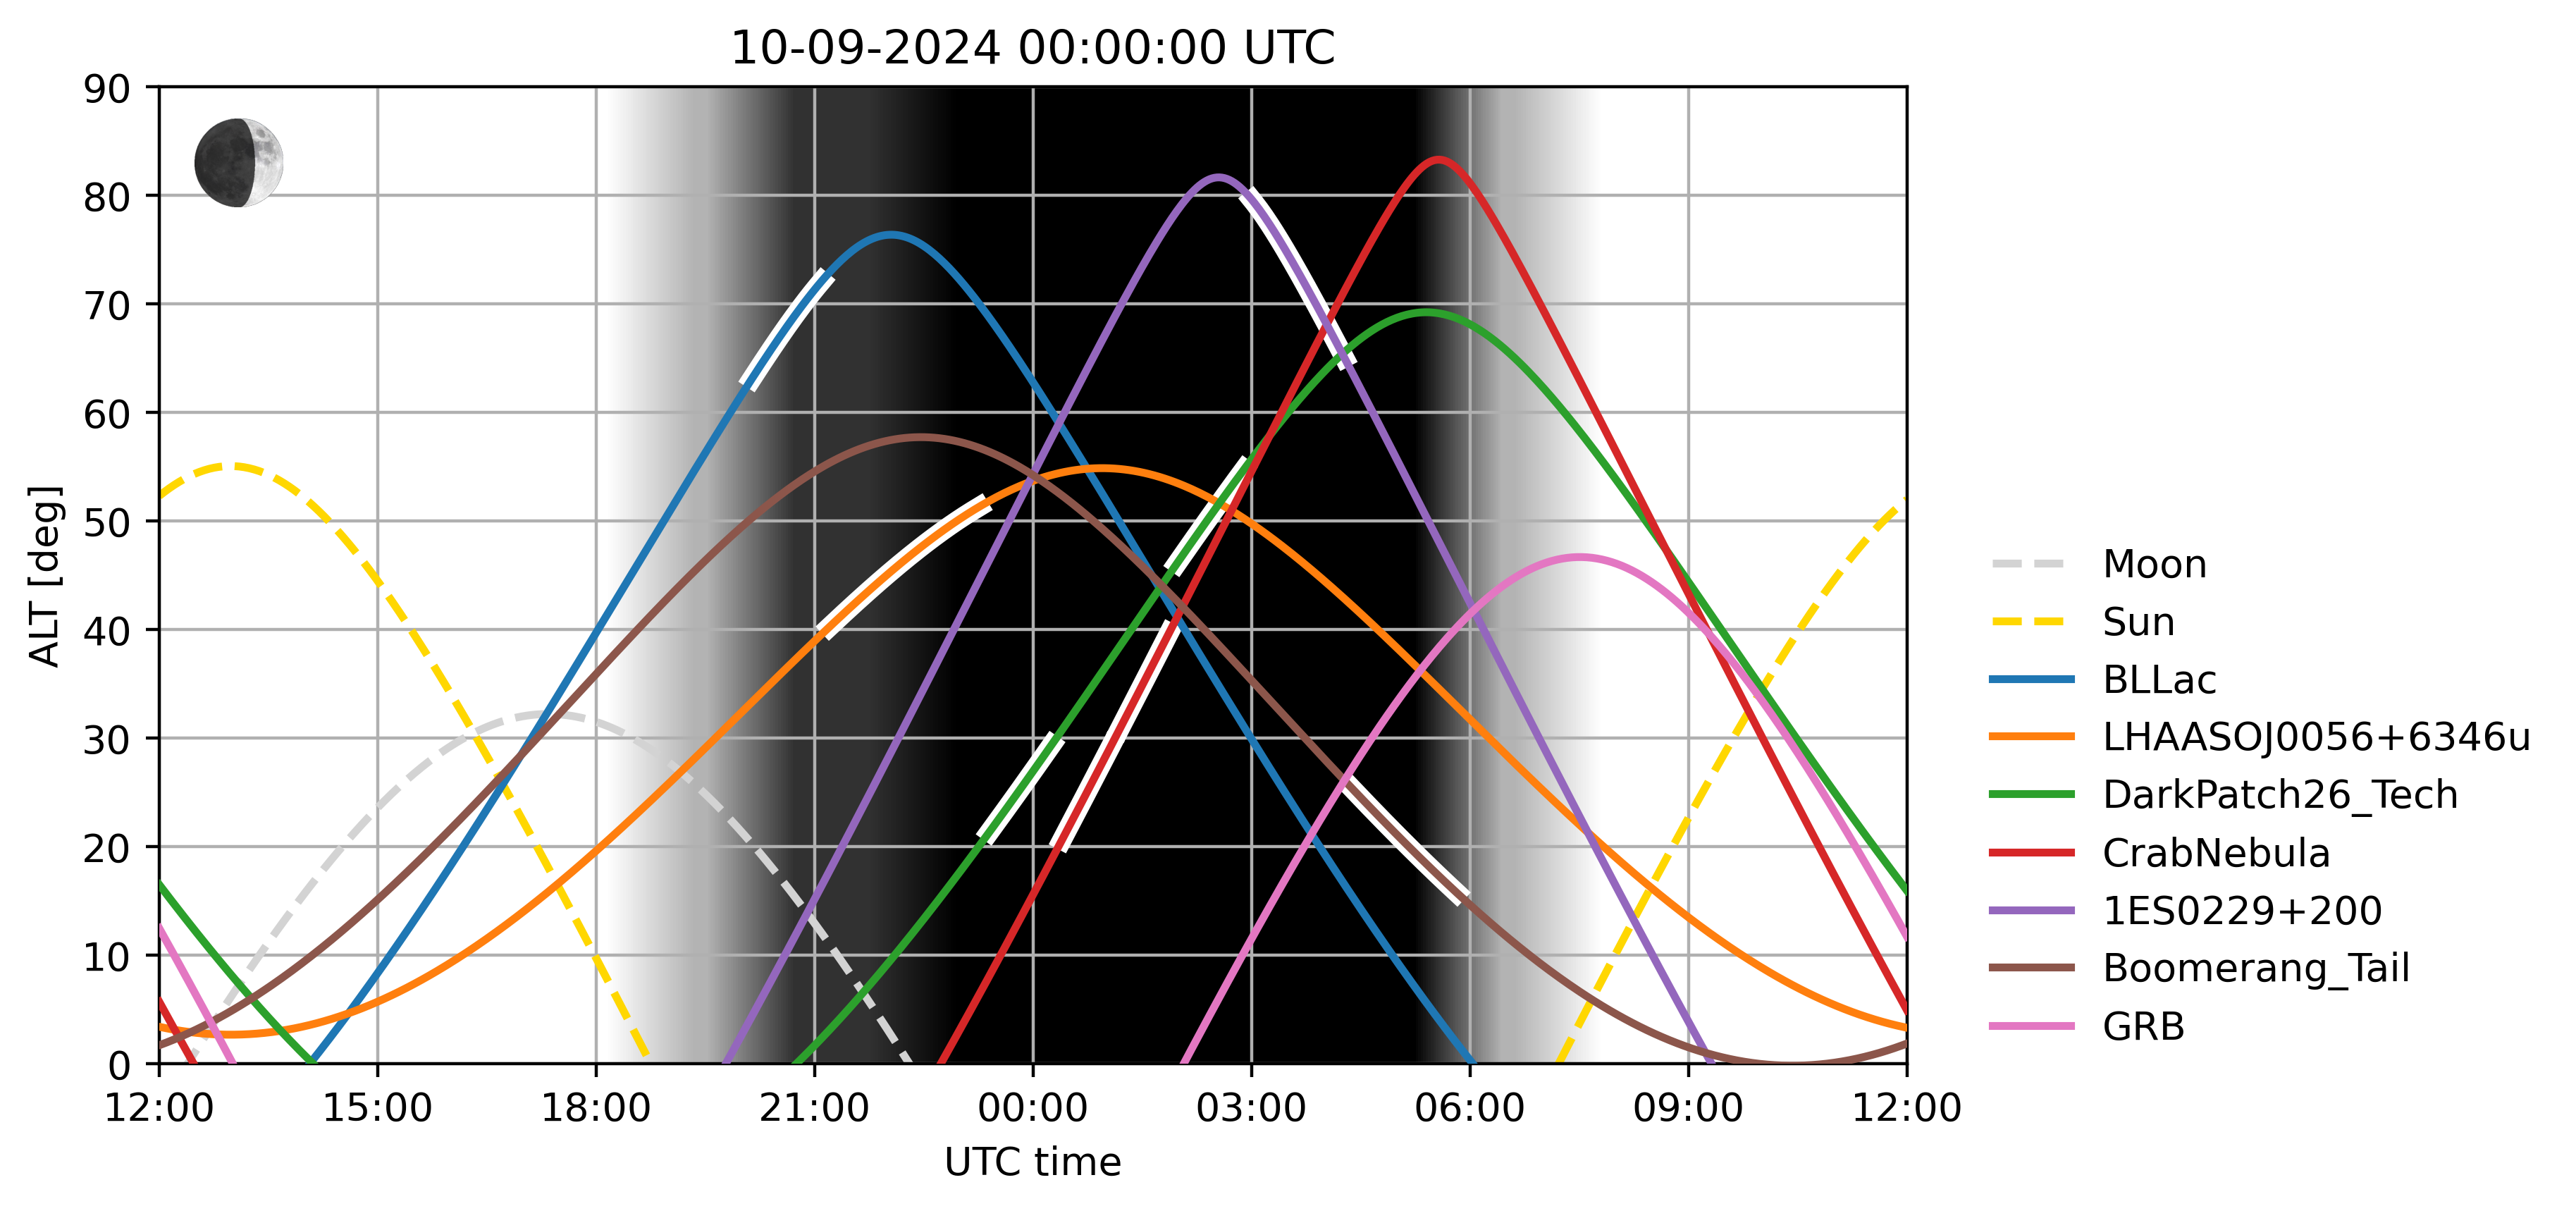 10-09-2024 00:00:00 UTC
90
80
70
60
50
40
30
20
10
0
ALT [deg]
12:00 15:00 18:00 21:00 00:00 03:00 06:00 09:00 12:00
UTC time
Moon
Sun
BLLac
LHAASOJ0056+6346u
DarkPatch26_Tech
CrabNebula
1ES0229+200
Boomerang_Tail
GRB